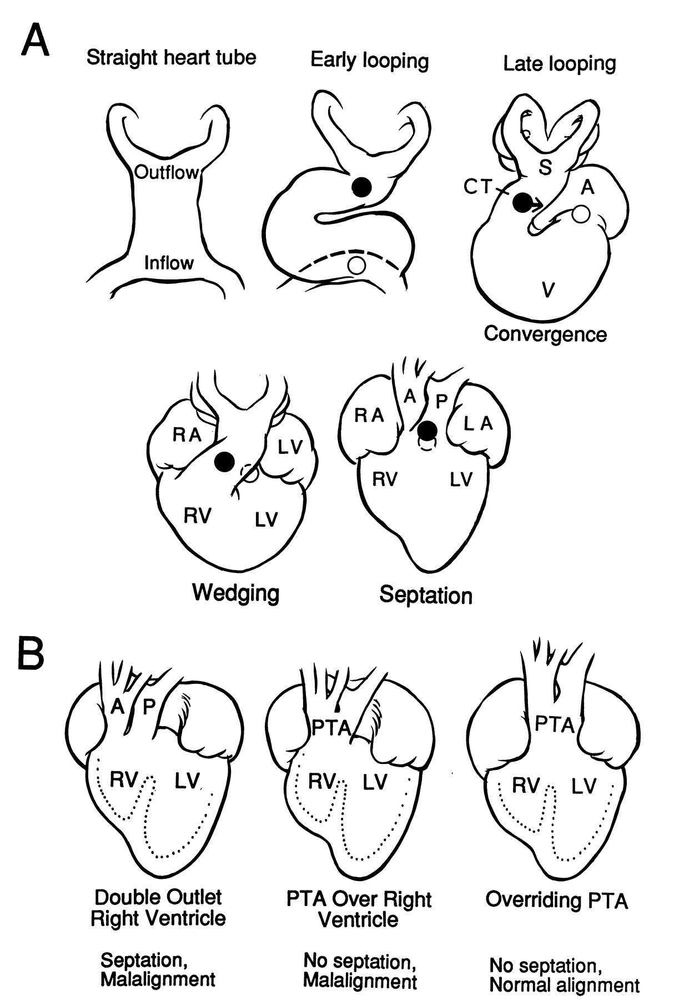 A
Straight heart tube
Early looping
Late looping
Outflow
Inflow
S
CT
A
V
Convergence
RA
LV
RV
LV
Wedging
A
P
RA
LA
RV
LV
Septation
B
A
P
RV
LV
Double Outlet
Right Ventricle
Septation,
Malalignment
PTA
RV
LV
PTA Over Right
Ventricle
No septation,
Malalignment
PTA
RV
LV
Overriding PTA
No septation,
Normal alignment